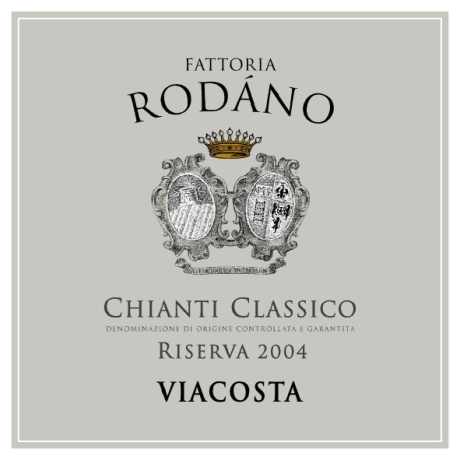 FATTORIA
RODÁNO
CHIANTI CLASSICO
DENOMINAZIONE DI ORIGINE CONTROLLATA E GARANTITA
RISERVA 2004
VIACOSTA